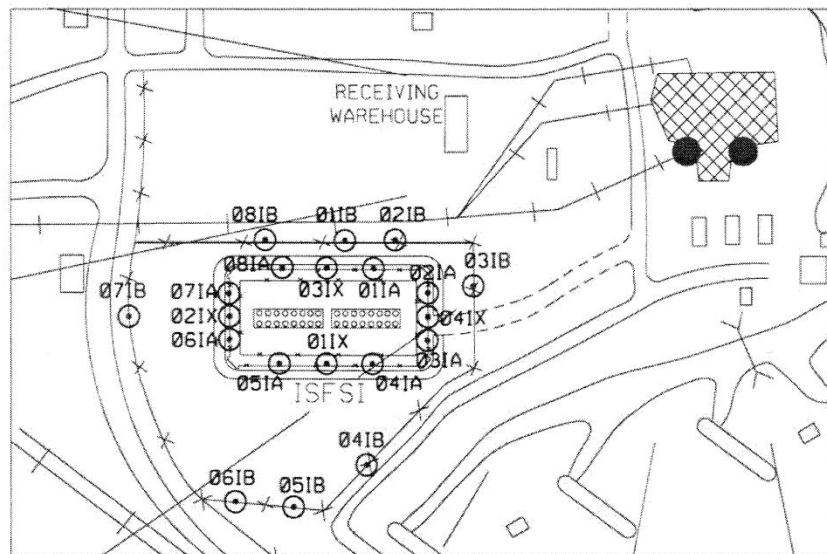 RECEIVING
WAREHOUSE
08IB
01IB
02IB
08IA
03IX
01IA
02IA
03IB
07IB
07IA
02IX
04IX
06IA
01IX
03IA
05IA
ISFSI
04IA
04IB
06IB
05IB